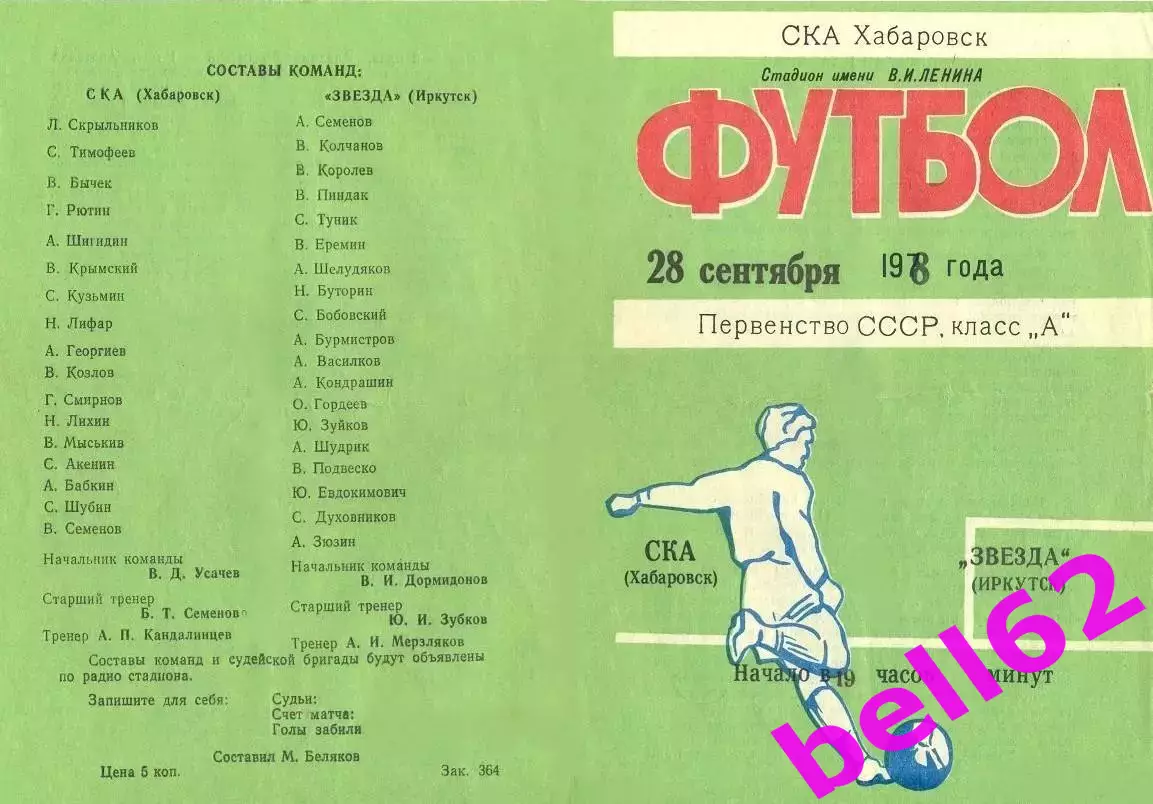 СОСТАВЫ КОМАНД:
СКА (Хабаровск)
Л. Скрыльников
С. Тимофеев
В. Бычек
Г. Рютин
А. Шигидин
В. Крымский
С. Кузьмин
Н. Лифар
А. Георгиев
В. Козлов
Г. Смирнов
Н. Лихин
В. Мыськив
С. Акенин
А. Бабкин
С. Шубин
В. Семенов
Начальник команды
В. Д. Усачев
Старший тренер
Б. Т. Семенов
Тренер А. П. Кандалинцев
«ЗВЕЗДА» (Иркутск)
А. Семенов
В. Колчанов
В. Королев
В. Пиндак
С. Туник
В. Еремин
А. Шелудяков
Н. Буторин
С. Бобовский
А. Бурмистров
А. Василков
А. Кондрашин
О. Гордеев
Ю. Зуйков
А. Шудрик
В. Подвеско
Ю. Евдокимович
С. Духовников
А. Зюзин
Начальник команды
В. И. Дормидонов
Старший тренер
Ю. И. Зубков
Тренер А. И. Мерзляков
Составы команд и судейской бригады будут объявлены
по радио стадиона.
Запишите для себя:
Судьи:
Счет матча:
Голы забили
Составил М. Беляков
Цена 5 коп.
Зак. 364
СКА Хабаровск
Стадион имени В.И.ЛЕНИНА
ФУТБОЛ
28 сентября 1978 года
Первенство СССР, класс „А“
СКА
(Хабаровск)
„ЗВЕЗДА“
(ИРКУТСК)
Начало в 19 часов минут
bell62